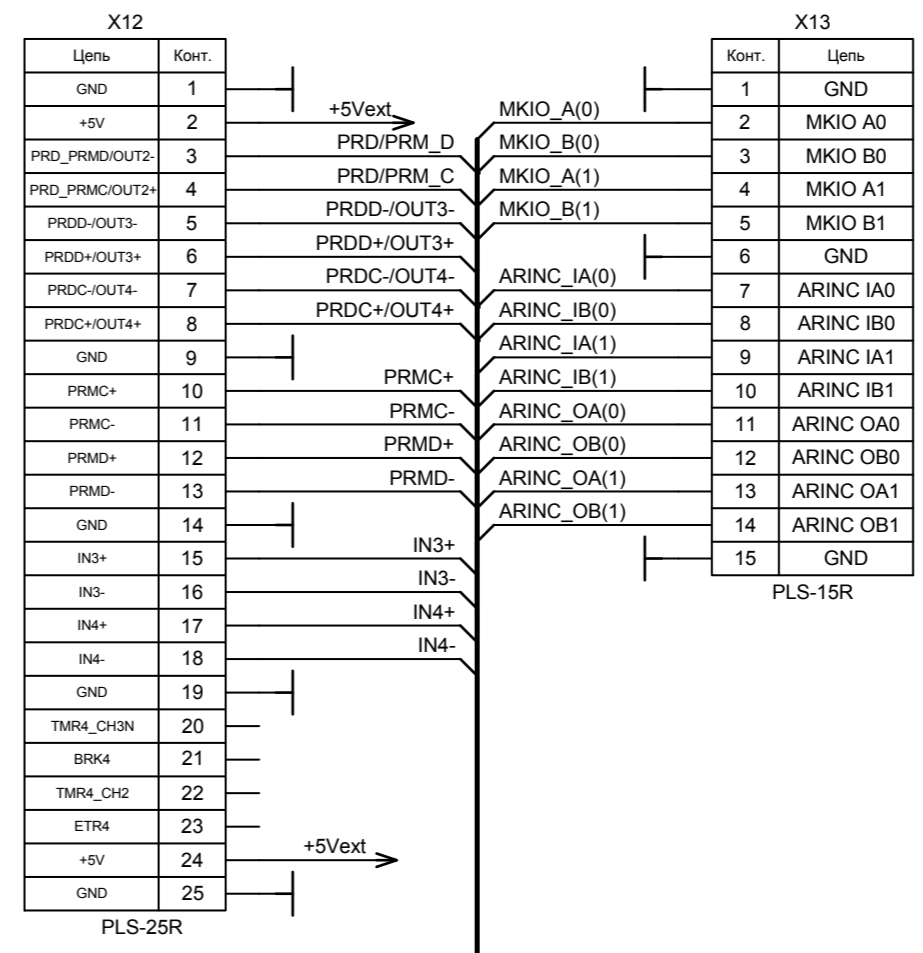 X12
Цепь Конт.
GND 1
+5V 2 +5Vext
PRD_PRMD/OUT2- 3 PRD/PRM_D
PRD_PRMC/OUT2+ 4 PRD/PRM_C
PRDD-/OUT3- 5 PRDD-/OUT3-
PRDD+/OUT3+ 6 PRDD+/OUT3+
PRDC-/OUT4- 7 PRDC-/OUT4-
PRDC+/OUT4+ 8 PRDC+/OUT4+
GND 9
PRMC+ 10 PRMC+
PRMC- 11 PRMC-
PRMD+ 12 PRMD+
PRMD- 13 PRMD-
GND 14
IN3+ 15 IN3+
IN3- 16 IN3-
IN4+ 17 IN4+
IN4- 18 IN4-
GND 19
TMR4_CH3N 20
BRK4 21
TMR4_CH2 22
ETR4 23
+5V 24 +5Vext
GND 25
PLS-25R
X13
Конт. Цепь
1 GND
MKIO_A(0) 2 MKIO A0
MKIO_B(0) 3 MKIO B0
MKIO_A(1) 4 MKIO A1
MKIO_B(1) 5 MKIO B1
6 GND
ARINC_IA(0) 7 ARINC IA0
ARINC_IB(0) 8 ARINC IB0
ARINC_IA(1) 9 ARINC IA1
ARINC_IB(1) 10 ARINC IB1
ARINC_OA(0) 11 ARINC OA0
ARINC_OB(0) 12 ARINC OB0
ARINC_OA(1) 13 ARINC OA1
ARINC_OB(1) 14 ARINC OB1
15 GND
PLS-15R